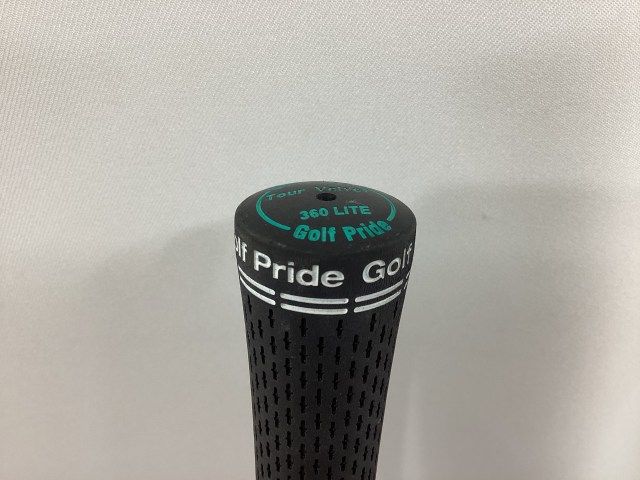 Tour Velvet
360 LITE
Golf Pride
olf Pride Golf